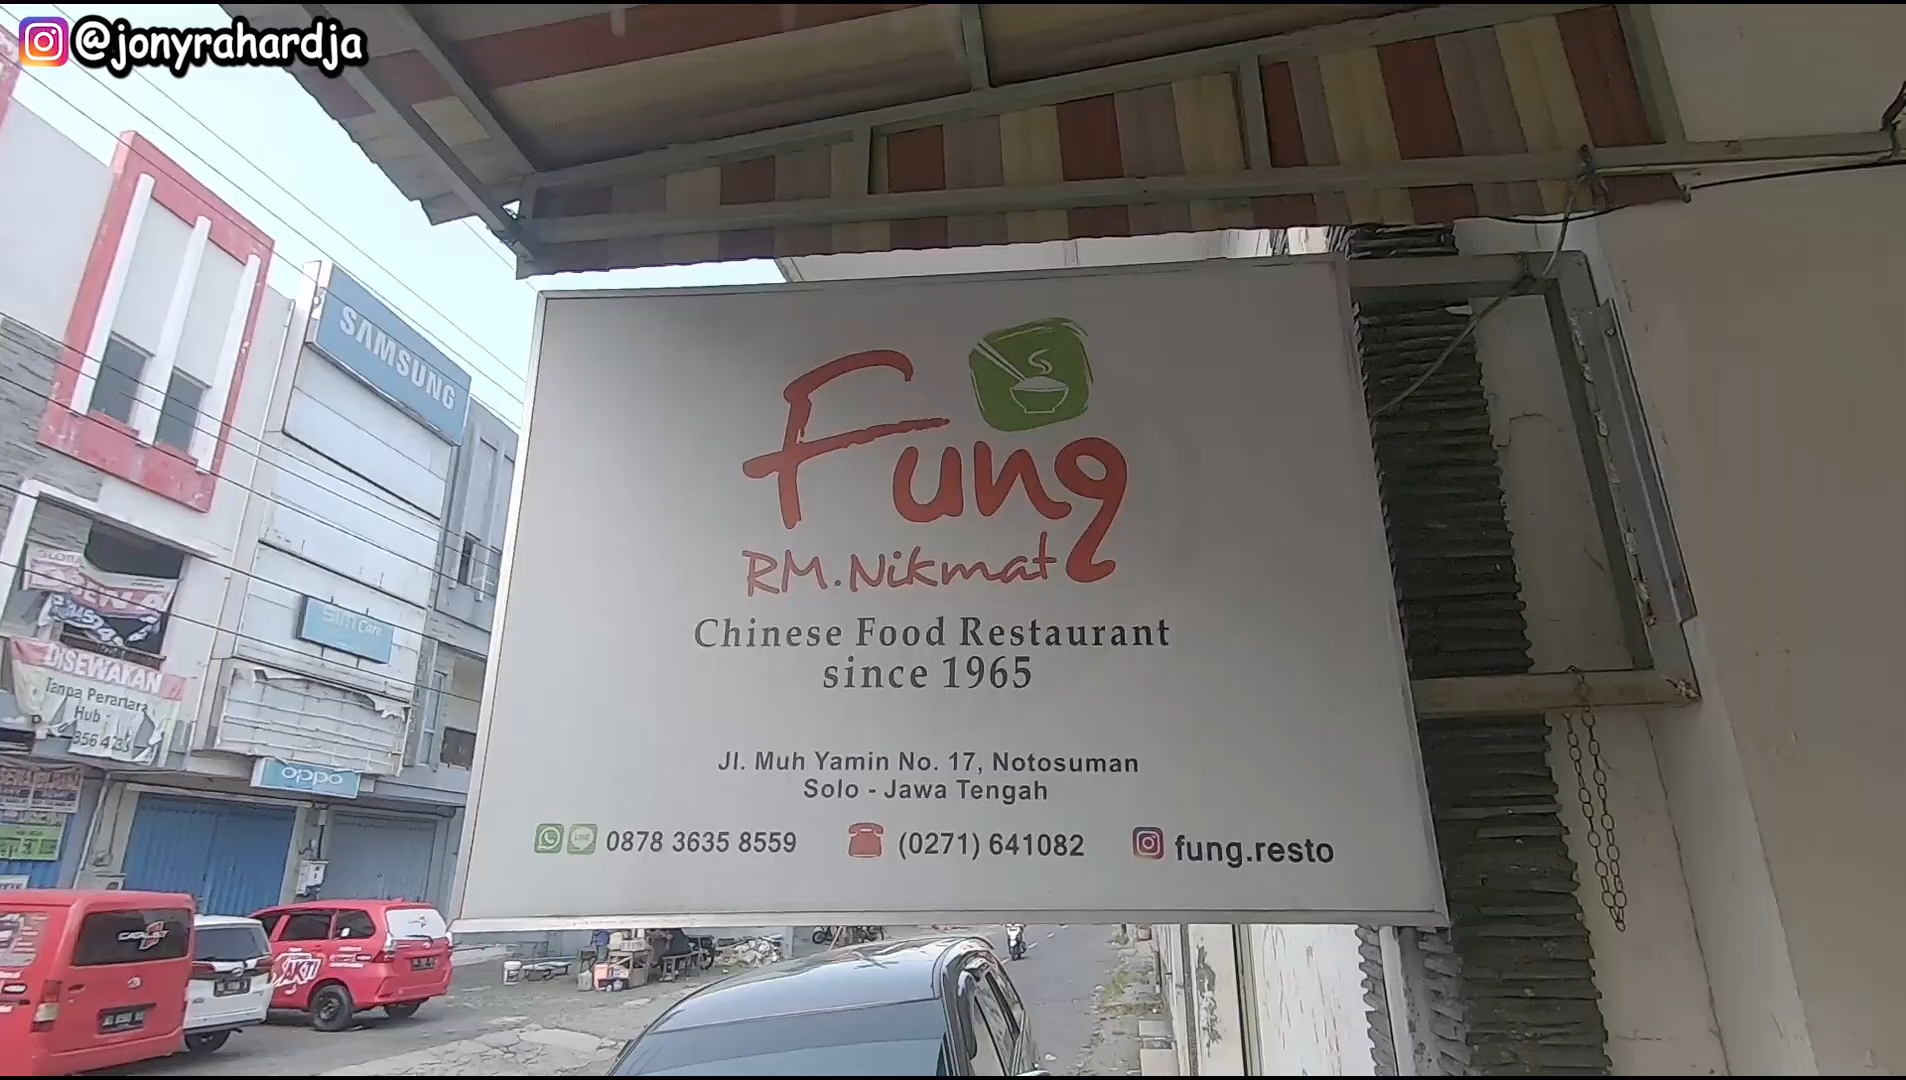 @jonyrahardja
SAMSUNG
Fung
RM.Nikmat
Chinese Food Restaurant
since 1965
Jl. Muh Yamin No. 17, Notosuman
Solo - Jawa Tengah
0878 3635 8559
(0271) 641082
fung.resto
DISEWAKAN
Tanpa Perantara
Hub :
oppo
SAKTI